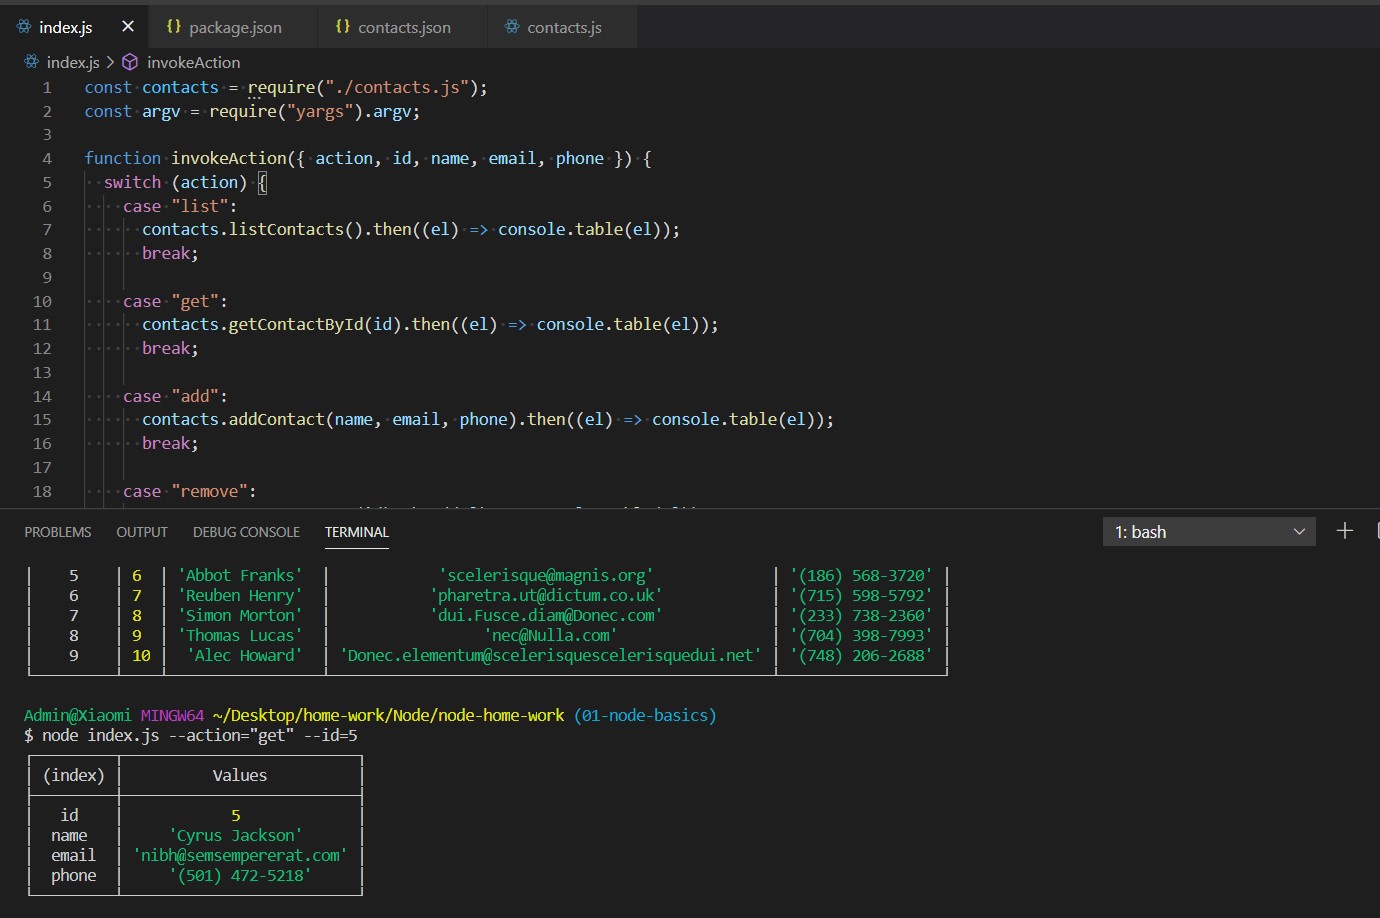 index.js × {} package.json {} contacts.json contacts.js
index.js > invokeAction
1 const contacts = require("./contacts.js");
2 const argv = require("yargs").argv;
3
4 function invokeAction({ action, id, name, email, phone }) {
5 switch (action) {
6 case "list":
7 contacts.listContacts().then((el) => console.table(el));
8 break;
9
10 case "get":
11 contacts.getContactById(id).then((el) => console.table(el));
12 break;
13
14 case "add":
15 contacts.addContact(name, email, phone).then((el) => console.table(el));
16 break;
17
18 case "remove":
PROBLEMS OUTPUT DEBUG CONSOLE TERMINAL 1: bash
5 6 'Abbot Franks' 'scelerisque@magnis.org' '(186) 568-3720'
6 7 'Reuben Henry' 'pharetra.ut@dictum.co.uk' '(715) 598-5792'
7 8 'Simon Morton' 'dui.Fusce.diam@Donec.com' '(233) 738-2360'
8 9 'Thomas Lucas' 'nec@Nulla.com' '(704) 398-7993'
9 10 'Alec Howard' 'Donec.elementum@scelerisquescelerisquedui.net' '(748) 206-2688'
Admin@Xiaomi MINGW64 ~/Desktop/home-work/Node/node-home-work (01-node-basics)
$ node index.js --action="get" --id=5
(index) Values
id 5
name 'Cyrus Jackson'
email 'nibh@semsempererat.com'
phone '(501) 472-5218'